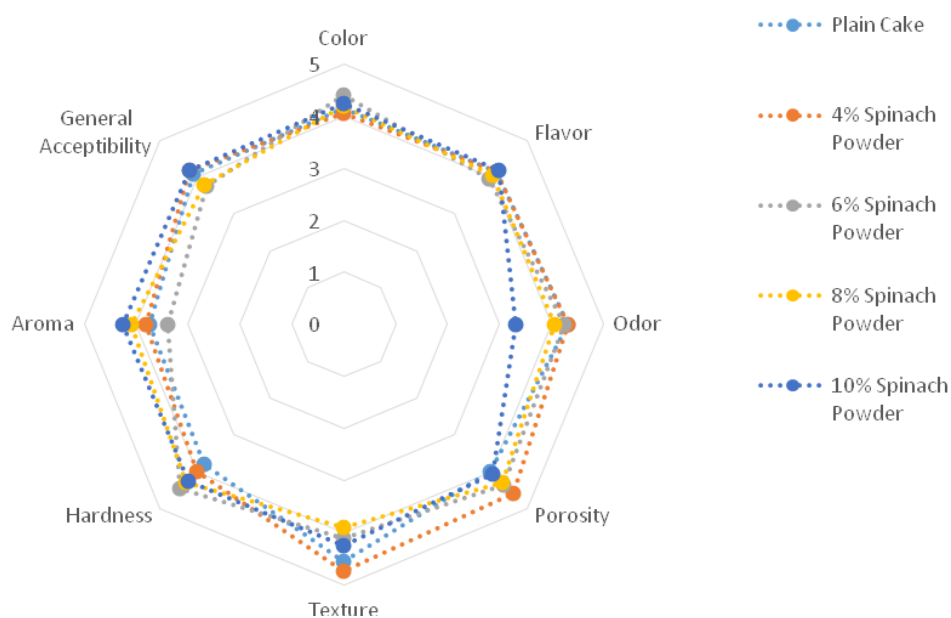 Color
5
4
3
2
1
0
Flavor
Odor
Porosity
Texture
Hardness
Aroma
General
Acceptibility
Plain Cake
4% Spinach
Powder
6% Spinach
Powder
8% Spinach
Powder
10% Spinach
Powder